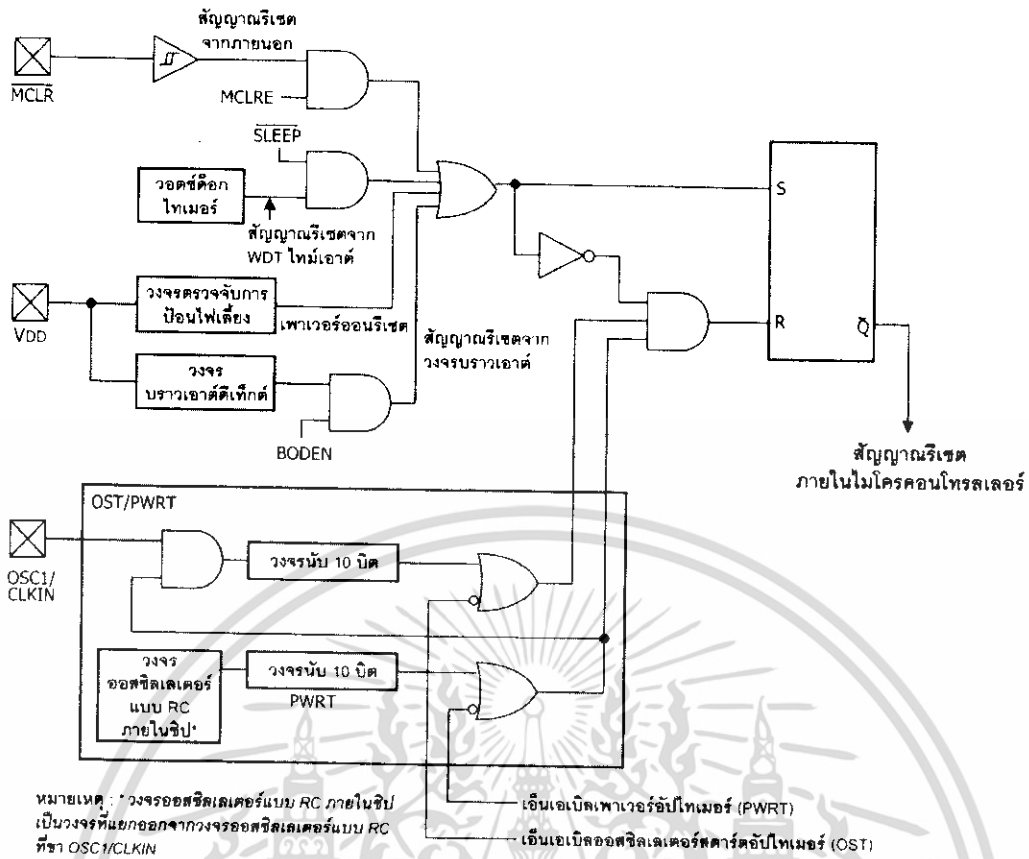 สัญญาณรีเซต
จากภายนอก
MCLR
MCLRE
SLEEP
วอตช์ด็อก
ไทเมอร์
สัญญาณรีเซตจาก
WDT ไทม์เอาต์
S
VDD
วงจรตรวจจับการ
ป้อนไฟเลี้ยง
เพาเวอร์ออนรีเซต
สัญญาณรีเซตจาก
วงจรบราวเอาต์
R
Q̄
วงจร
บราวเอาต์ดีเท็กต์
BODEN
สัญญาณรีเซต
ภายในไมโครคอนโทรลเลอร์
OST/PWRT
OSC1/
CLKIN
วงจรนับ 10 บิต
วงจร
ออสซิลเลเตอร์
แบบ RC
ภายในชิป*
วงจรนับ 10 บิต
PWRT
หมายเหตุ : * วงจรออสซิลเลเตอร์แบบ RC ภายในชิป
เป็นวงจรที่แยกออกจากวงจรออสซิลเลเตอร์แบบ RC
ที่ขา OSC1/CLKIN
เอ็นเอเบิลเพาเวอร์อัปไทเมอร์ (PWRT)
เอ็นเอเบิลออสซิลเลเตอร์สตาร์ตอัปไทเมอร์ (OST)